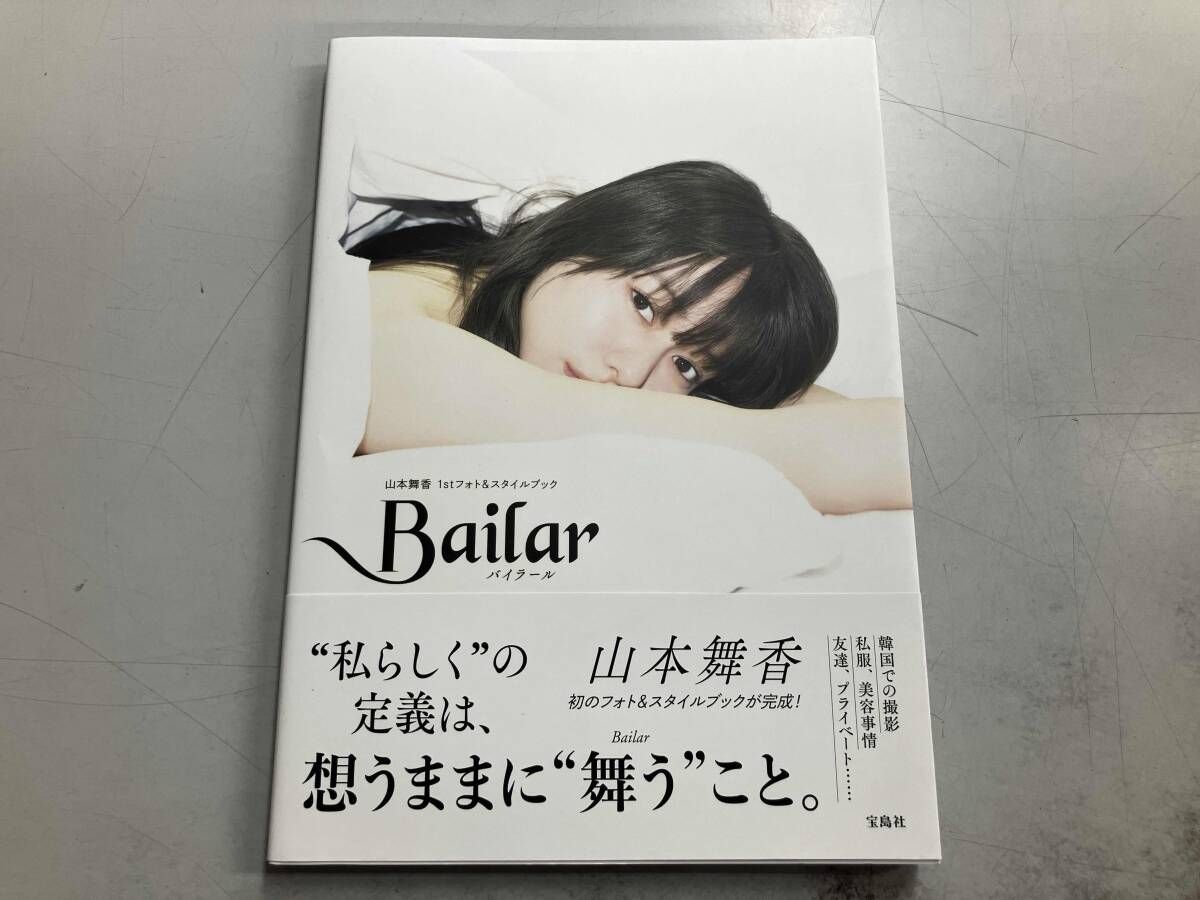 山本舞香 1stフォト&スタイルブック
Bailar
バイラール
“私らしく”の
定義は、
Bailar
想うままに“舞う”こと。
山本舞香
初のフォト&スタイルブックが完成!
韓国での撮影
私服、美容事情
友達、プライベート……
宝島社